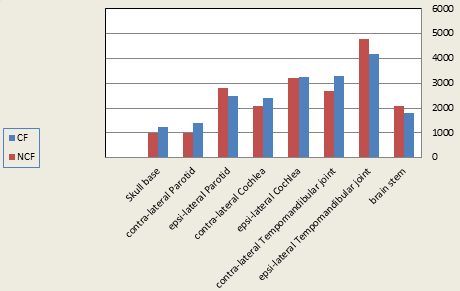 6000
5000
4000
3000
2000
1000
0
CF
NCF
Skull base
contra-lateral Parotid
epsi-lateral Parotid
contra-lateral Cochlea
epsi-lateral Cochlea
contra-lateral Tempomandibular joint
epsi-lateral Tempomandibular joint
brain stem